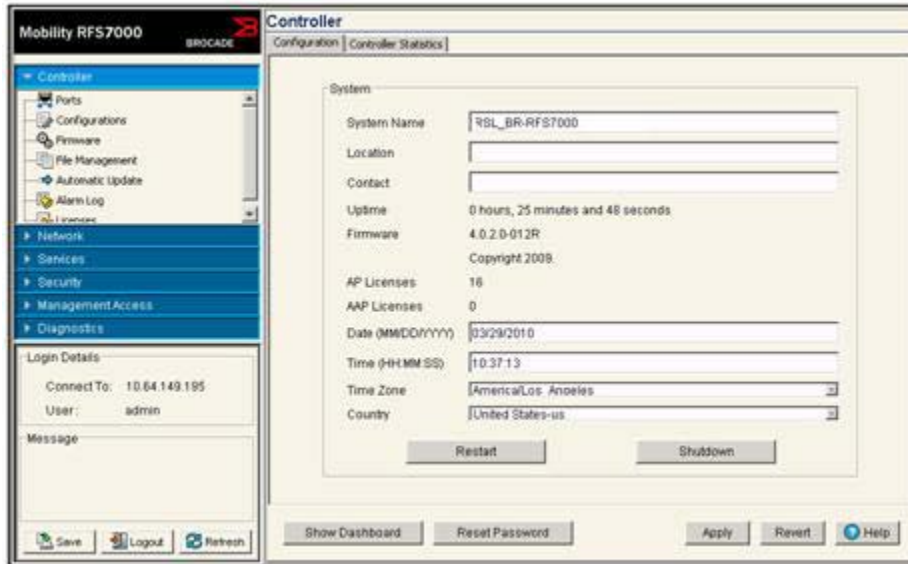 Mobility RFS7000
BROCADE
Controller
Ports
Configurations
Firmware
File Management
Automatic Update
Alarm Log
Licenses
Network
Services
Security
Management Access
Diagnostics
Login Details
Connect To: 10.64.149.195
User: admin
Message
Save
Logout
Refresh
Controller
Configuration
Controller Statistics
System
System Name RSL_BR-RFS7000
Location
Contact
Uptime 0 hours, 25 minutes and 48 seconds
Firmware 4.0.2.0-012R
Copyright 2009.
AP Licenses 16
AAP Licenses 0
Date (MM/DD/YYYY) 03/29/2010
Time (HH:MM:SS) 10:37:13
Time Zone America/Los Angeles
Country United States-us
Restart
Shutdown
Show Dashboard
Reset Password
Apply
Revert
Help